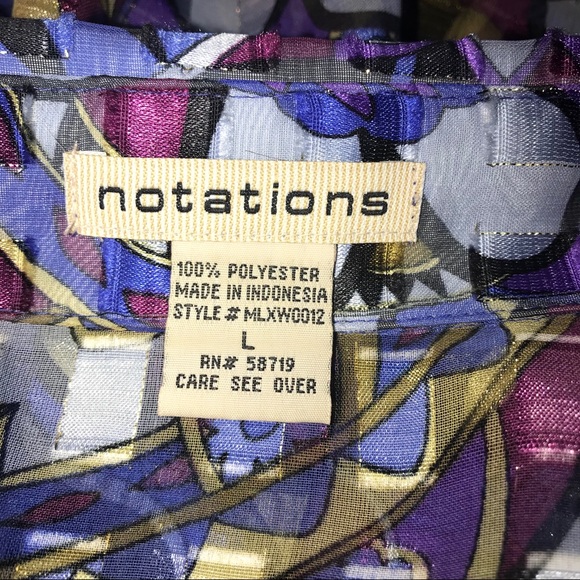 notations
100% POLYESTER
MADE IN INDONESIA
STYLE # MLXW0012
L
RN# 58719
CARE SEE OVER